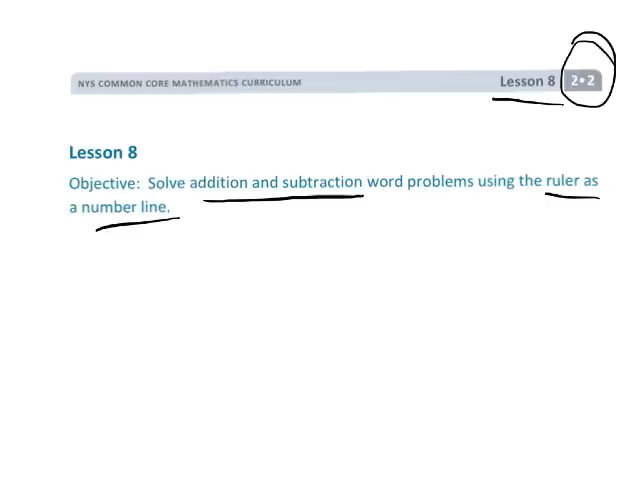 NYS COMMON CORE MATHEMATICS CURRICULUM Lesson 8 2•2
Lesson 8
Objective: Solve addition and subtraction word problems using the ruler as
a number line.